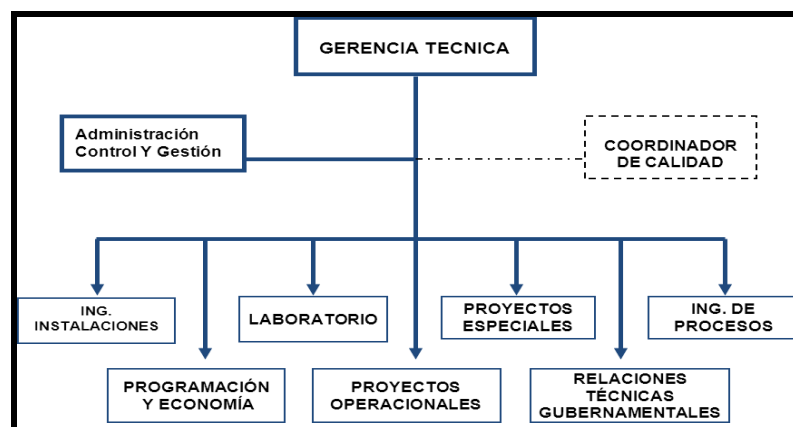 GERENCIA TECNICA
Administración
Control Y Gestión
COORDINADOR
DE CALIDAD
ING.
INSTALACIONES
LABORATORIO
PROYECTOS
ESPECIALES
ING. DE
PROCESOS
PROGRAMACIÓN
Y ECONOMÍA
PROYECTOS
OPERACIONALES
RELACIONES
TÉCNICAS
GUBERNAMENTALES